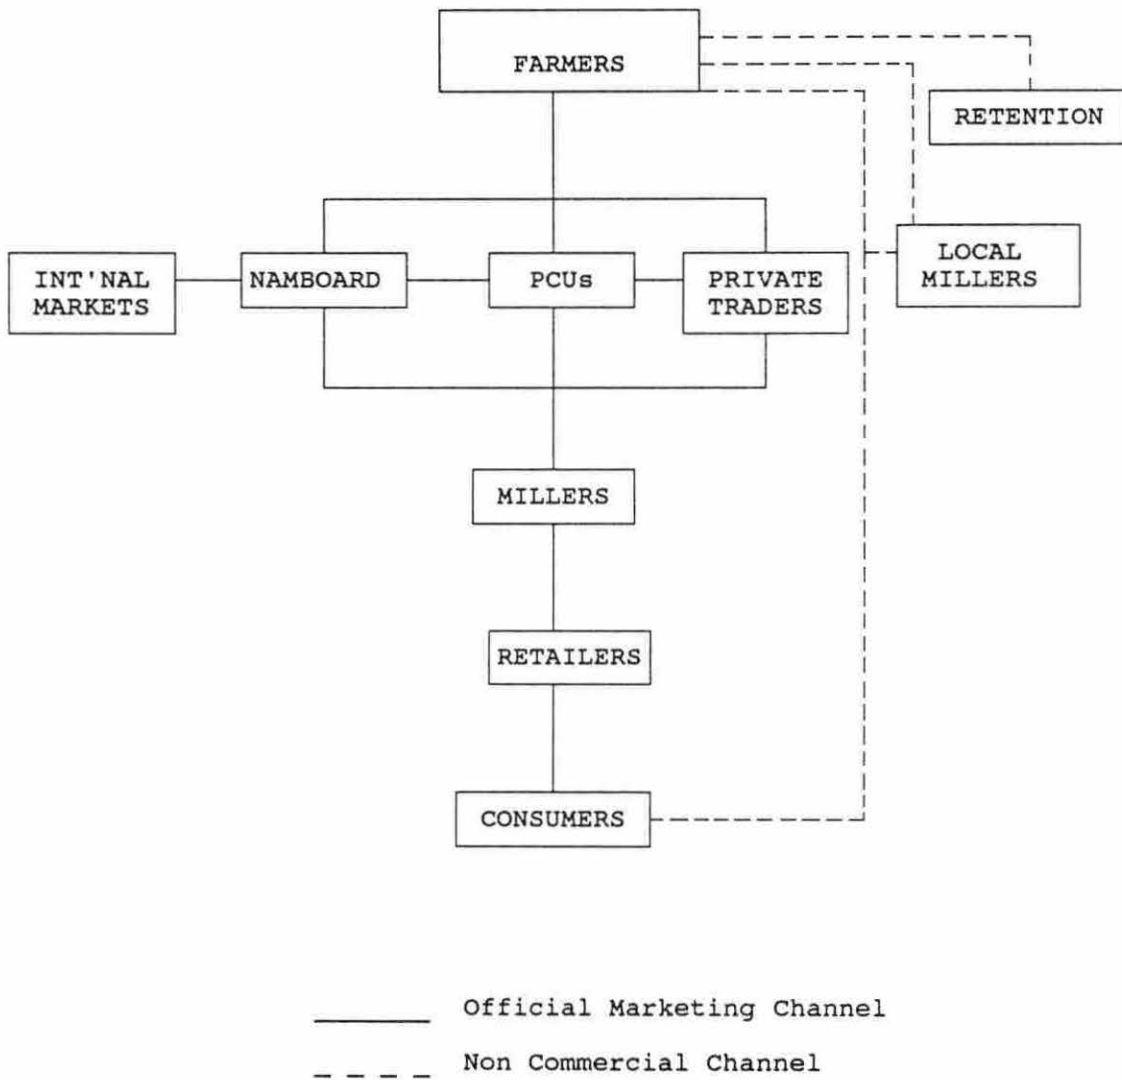 FARMERS
RETENTION
INT'NAL
MARKETS
NAMBOARD
PCUs
PRIVATE
TRADERS
LOCAL
MILLERS
MILLERS
RETAILERS
CONSUMERS
Official Marketing Channel
Non Commercial Channel